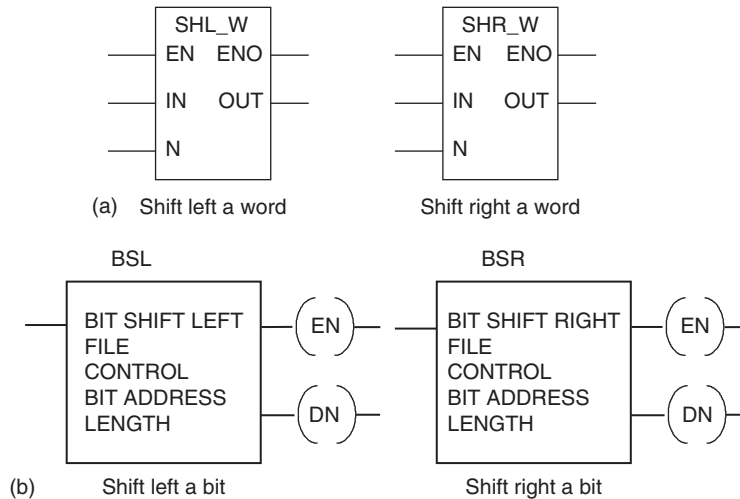 SHL_W
EN ENO
IN OUT
N
SHR_W
EN ENO
IN OUT
N
(a) Shift left a word
Shift right a word
BSL
BIT SHIFT LEFT
FILE
CONTROL
BIT ADDRESS
LENGTH
EN
DN
BSR
BIT SHIFT RIGHT
FILE
CONTROL
BIT ADDRESS
LENGTH
EN
DN
(b) Shift left a bit
Shift right a bit